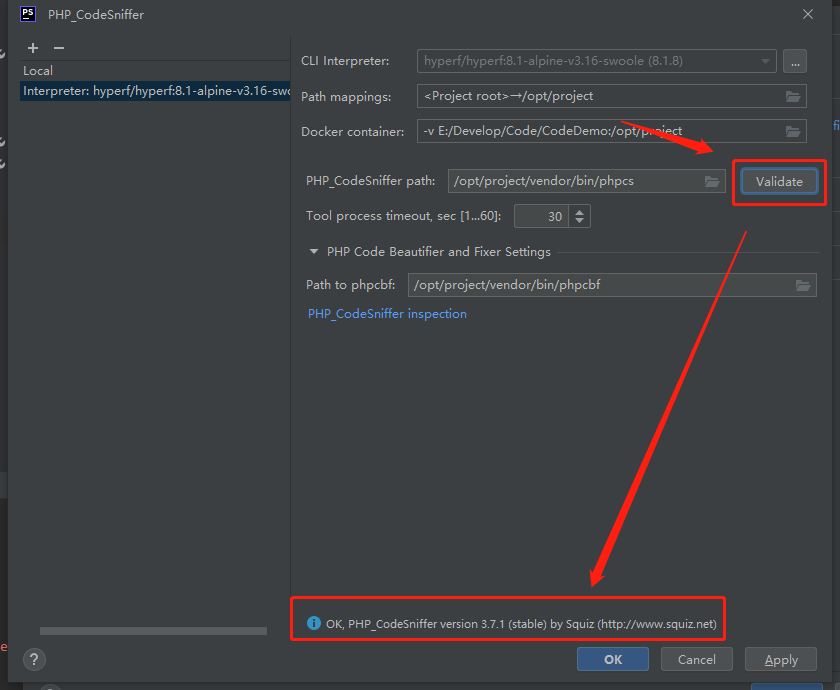 PS PHP_CodeSniffer
+ −
Local
Interpreter: hyperf/hyperf:8.1-alpine-v3.16-swoo
CLI Interpreter: hyperf/hyperf:8.1-alpine-v3.16-swoole (8.1.8) ...
Path mappings: <Project root>→/opt/project
Docker container: -v E:/Develop/Code/CodeDemo:/opt/project
PHP_CodeSniffer path: /opt/project/vendor/bin/phpcs Validate
Tool process timeout, sec [1...60]: 30
PHP Code Beautifier and Fixer Settings
Path to phpcbf: /opt/project/vendor/bin/phpcbf
PHP_CodeSniffer inspection
OK, PHP_CodeSniffer version 3.7.1 (stable) by Squiz (http://www.squiz.net)
? OK Cancel Apply